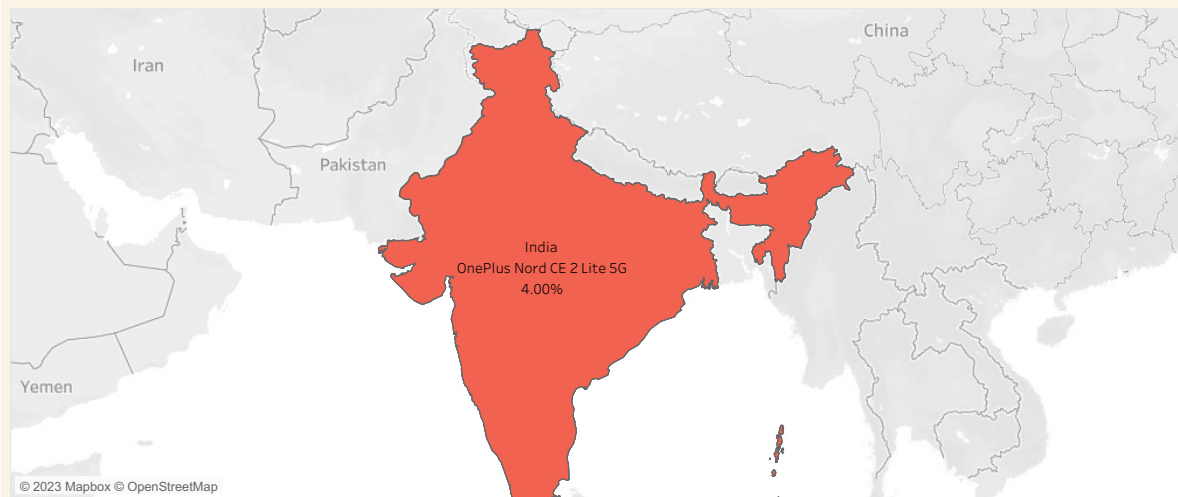 China
Iran
Pakistan
India
OnePlus Nord CE 2 Lite 5G
4.00%
Yemen
© 2023 Mapbox © OpenStreetMap